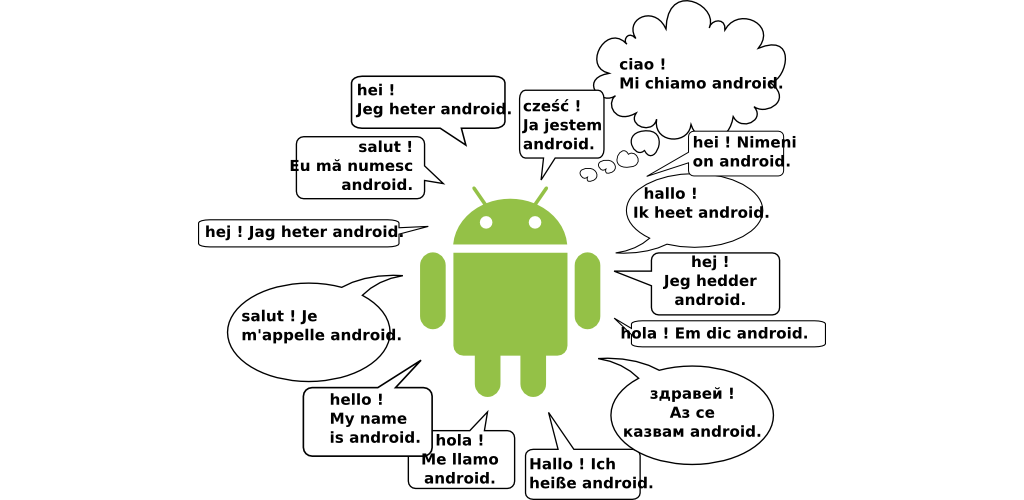 ciao !
Mi chiamo android.
hei !
Jeg heter android.
cześć !
Ja jestem
android.
salut !
Eu mă numesc
android.
hei ! Nimeni
on android.
hallo !
Ik heet android.
hej ! Jag heter android.
hej !
Jeg hedder
android.
salut ! Je
m'appelle android.
hola ! Em dic android.
hello !
My name
is android.
здравей !
Аз се
казвам android.
hola !
Me llamo
android.
Hallo ! Ich
heiße android.